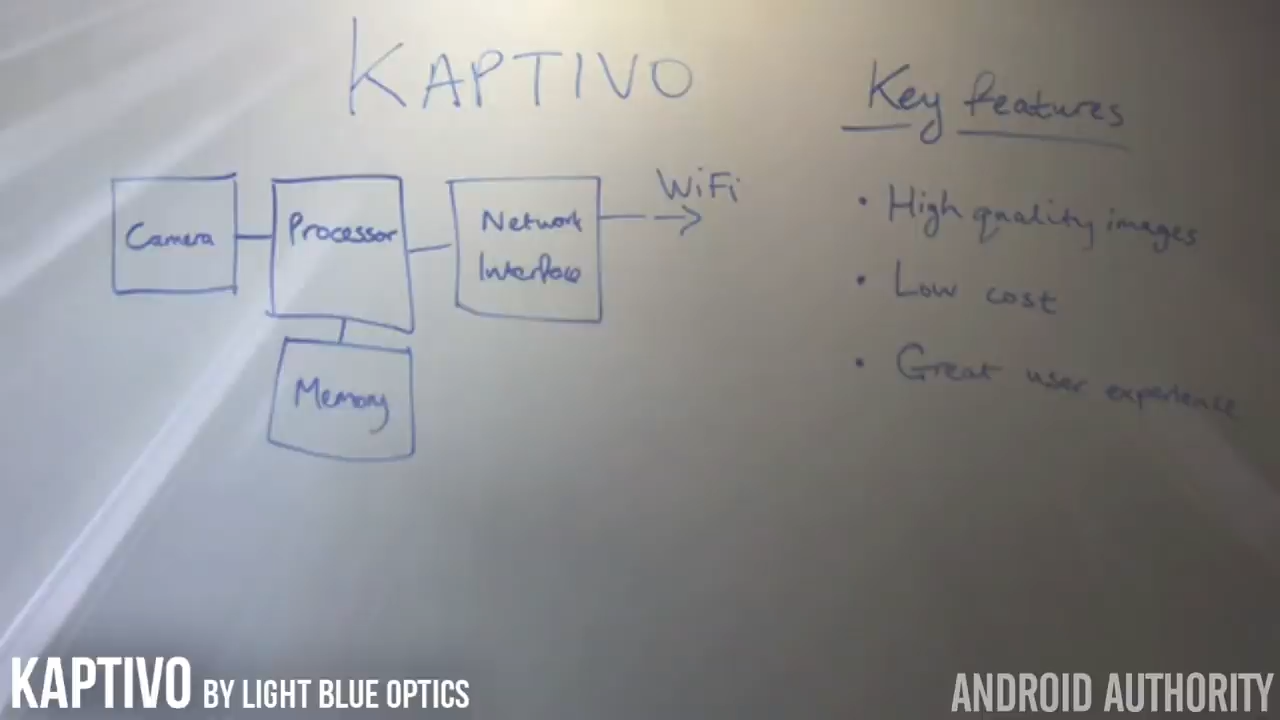 KAPTIVO
Key features
Camera
Processor
Network
Interface
WiFi
Memory
• High quality images
• Low cost
• Great user experience
KAPTIVO BY LIGHT BLUE OPTICS
ANDROID AUTHORITY